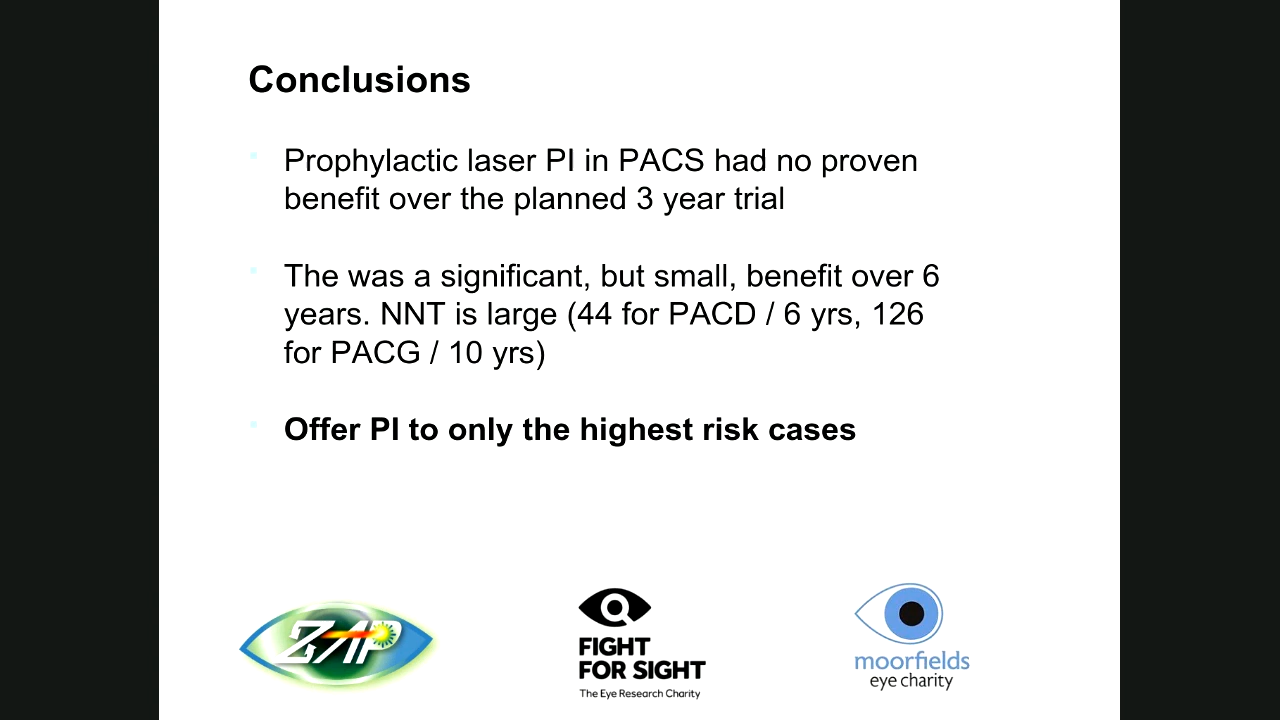 Conclusions
Prophylactic laser PI in PACS had no proven
benefit over the planned 3 year trial
The was a significant, but small, benefit over 6
years. NNT is large (44 for PACD / 6 yrs, 126
for PACG / 10 yrs)
Offer PI to only the highest risk cases
ZAP
FIGHT
FOR SIGHT
The Eye Research Charity
moorfields
eye charity